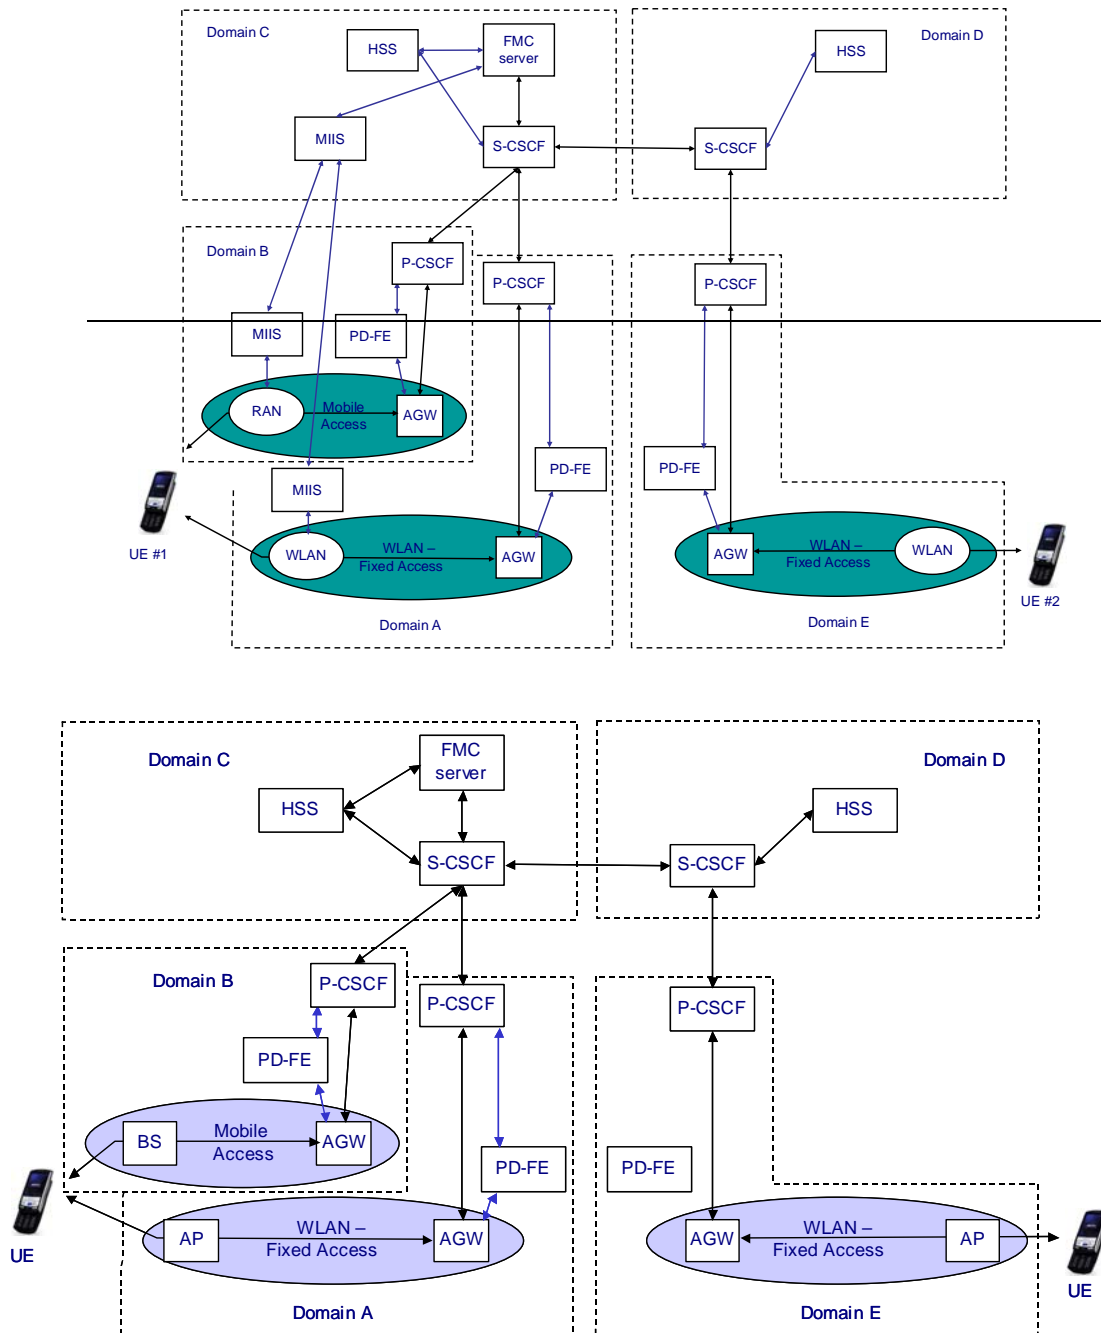 Domain C
HSS
FMC
server
Domain D
HSS
MIIS
S-CSCF
S-CSCF
Domain B
P-CSCF
P-CSCF
P-CSCF
MIIS
PD-FE
RAN
Mobile
Access
AGW
PD-FE
PD-FE
MIIS
UE #1
WLAN
WLAN –
Fixed Access
AGW
AGW
WLAN –
Fixed Access
WLAN
UE #2
Domain A
Domain E
Domain C
FMC
server
Domain D
HSS
HSS
S-CSCF
S-CSCF
Domain B
P-CSCF
P-CSCF
P-CSCF
PD-FE
BS
Mobile
Access
AGW
PD-FE
PD-FE
UE
AP
WLAN –
Fixed Access
AGW
AGW
WLAN –
Fixed Access
AP
UE
Domain A
Domain E